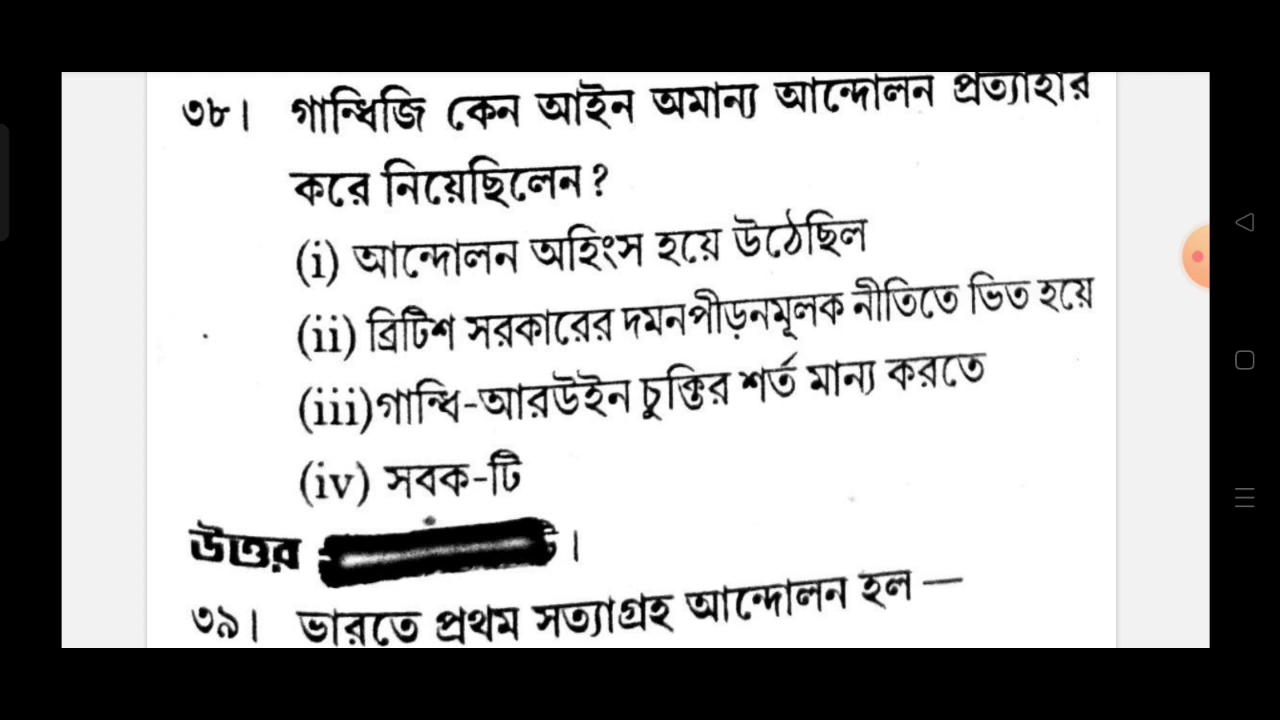 ৩৮। গান্ধিজি কেন আইন অমান্য আন্দোলন প্রত্যাহার
করে নিয়েছিলেন?
(i) আন্দোলন অহিংস হয়ে উঠেছিল
(ii) ব্রিটিশ সরকারের দমনপীড়নমূলক নীতিতে ভিত হয়ে
(iii) গান্ধি-আরউইন চুক্তির শর্ত মান্য করতে
(iv) সবক-টি
উত্তর
৩৯। ভারতে প্রথম সত্যাগ্রহ আন্দোলন হল —